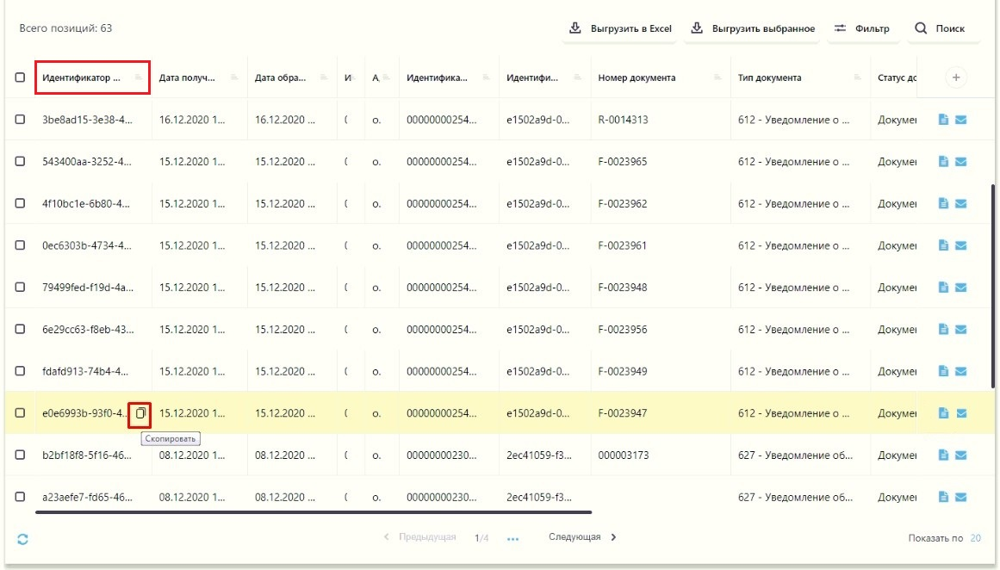 Всего позиций: 63 Выгрузить в Excel Выгрузить выбранное Фильтр Поиск
Идентификатор ... Дата получ... Дата обра... И А, Идентифика... Идентифи... Номер документа Тип документа Статус до
3be8ad15-3e38-4... 16.12.2020 1... 16.12.2020 ... ( о. 00000000254... e1502a9d-0... R-0014313 612 - Уведомление о ... Докумен
543400aa-3252-4... 15.12.2020 1... 15.12.2020 ... ( о. 00000000254... e1502a9d-0... F-0023965 612 - Уведомление о ... Докумен
4f10bc1e-6b80-4... 15.12.2020 1... 15.12.2020 ... ( о. 00000000254... e1502a9d-0... F-0023962 612 - Уведомление о ... Докумен
0ec6303b-4734-4... 15.12.2020 1... 15.12.2020 ... ( о. 00000000254... e1502a9d-0... F-0023961 612 - Уведомление о ... Докумен
79499fed-f19d-4a... 15.12.2020 1... 15.12.2020 ... ( о. 00000000254... e1502a9d-0... F-0023948 612 - Уведомление о ... Докумен
6e29cc63-f8eb-43... 15.12.2020 1... 15.12.2020 ... ( о. 00000000254... e1502a9d-0... F-0023956 612 - Уведомление о ... Докумен
fdafd913-74b4-4... 15.12.2020 1... 15.12.2020 ... ( о. 00000000254... e1502a9d-0... F-0023949 612 - Уведомление о ... Докумен
e0e6993b-93f0-4... 15.12.2020 1... 15.12.2020 ... ( о. 00000000254... e1502a9d-0... F-0023947 612 - Уведомление о ... Докумен
Скопировать
b2bf18f8-5f16-46... 08.12.2020 1... 08.12.2020 ... ( о. 00000000230... 2ec41059-f3... 000003173 627 - Уведомление об... Докумен
a23aefe7-fd65-46... 08.12.2020 1... 08.12.2020 ... ( о. 00000000230... 2ec41059-f3... 627 - Уведомление об... Докумен
Предыдущая 1/4 ... Следующая Показать по 20